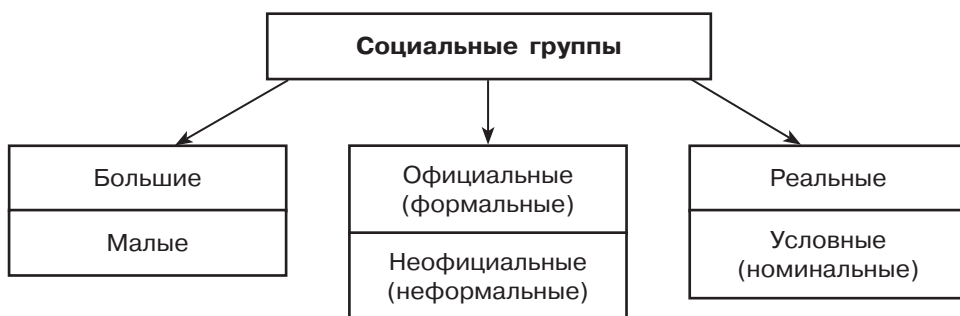 Социальные группы
Большие
Малые
Официальные
(формальные)
Неофициальные
(неформальные)
Реальные
Условные
(номинальные)